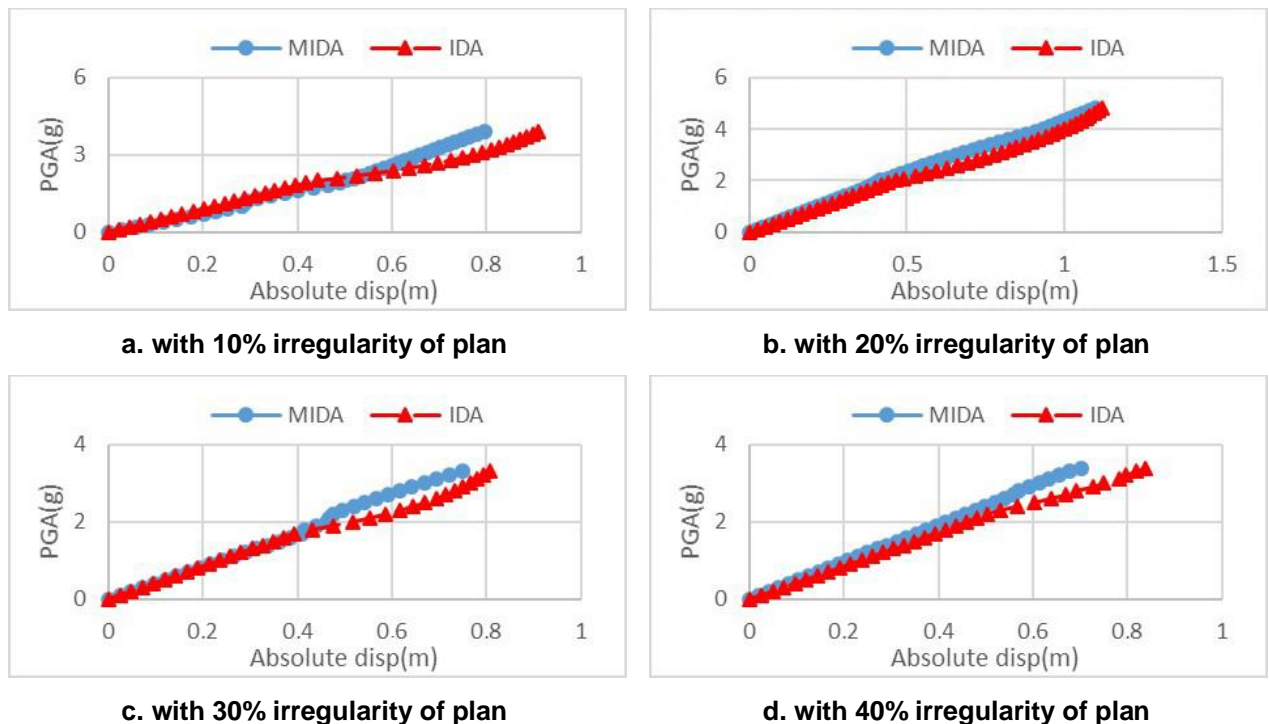 MIDA IDA
PGA(g)
6
3
0
0 0.2 0.4 0.6 0.8 1
Absolute disp(m)
a. with 10% irregularity of plan
MIDA IDA
PGA(g)
6
4
2
0
0 0.5 1 1.5
Absolute disp(m)
b. with 20% irregularity of plan
MIDA IDA
PGA(g)
4
2
0
0 0.2 0.4 0.6 0.8 1
Absolute disp(m)
c. with 30% irregularity of plan
MIDA IDA
PGA(g)
4
2
0
0 0.2 0.4 0.6 0.8 1
Absolute disp(m)
d. with 40% irregularity of plan